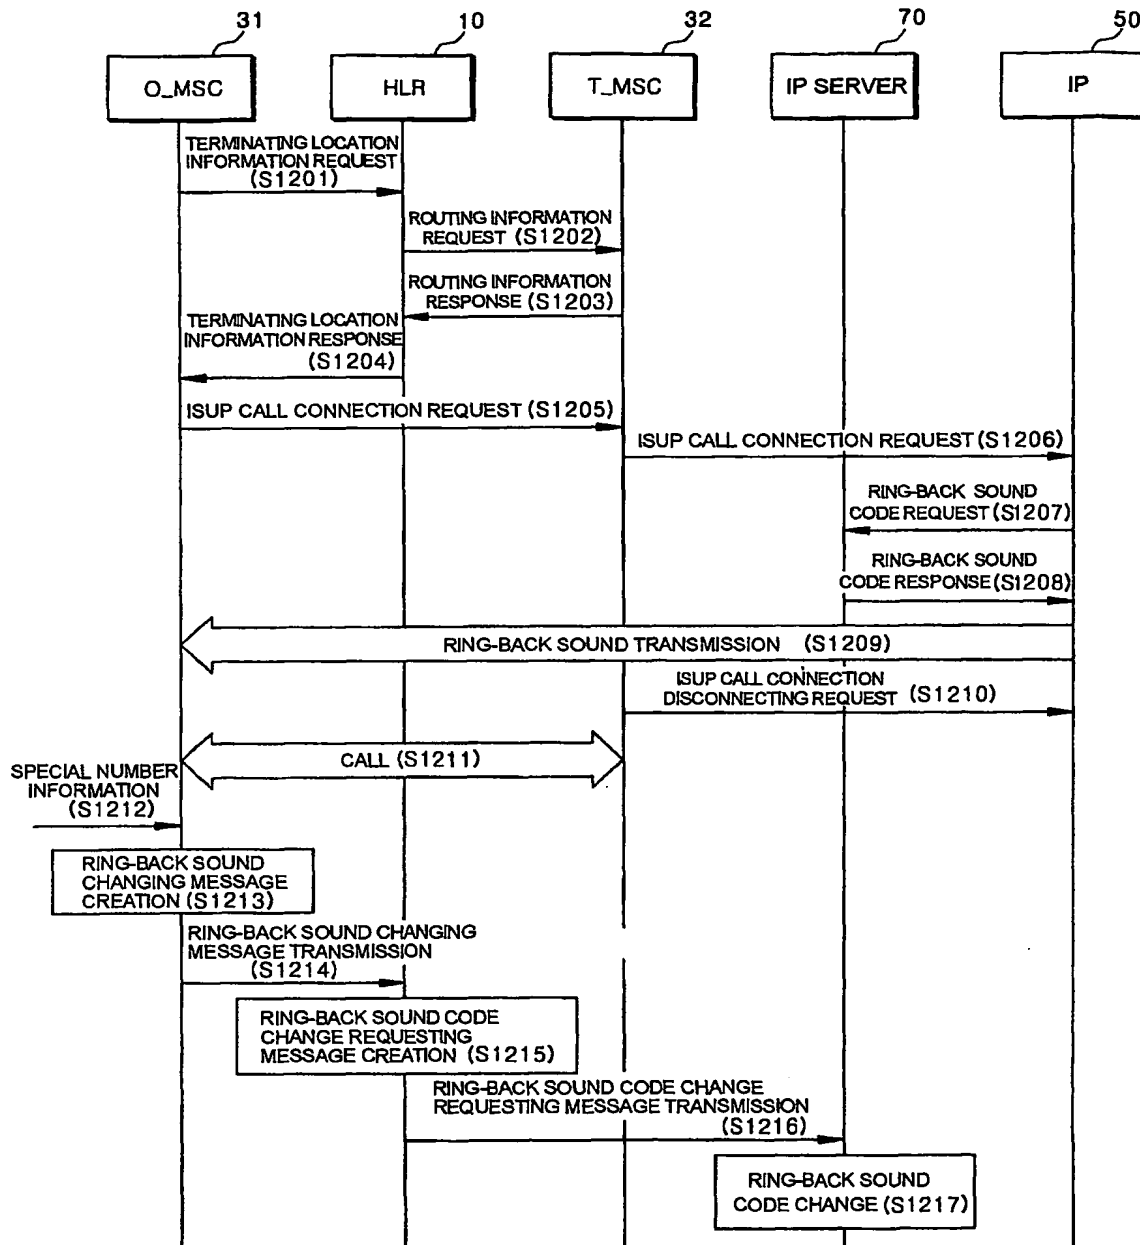 31
10
32
70
50
O_MSC
HLR
T_MSC
IP SERVER
IP
TERMINATING LOCATION
INFORMATION REQUEST
(S1201)
ROUTING INFORMATION
REQUEST (S1202)
ROUTING INFORMATION
RESPONSE (S1203)
TERMINATING LOCATION
INFORMATION RESPONSE
(S1204)
ISUP CALL CONNECTION REQUEST (S1205)
ISUP CALL CONNECTION REQUEST (S1206)
RING-BACK SOUND
CODE REQUEST (S1207)
RING-BACK SOUND
CODE RESPONSE (S1208)
RING-BACK SOUND TRANSMISSION (S1209)
ISUP CALL CONNECTION
DISCONNECTING REQUEST (S1210)
CALL (S1211)
SPECIAL NUMBER
INFORMATION
(S1212)
RING-BACK SOUND
CHANGING MESSAGE
CREATION (S1213)
RING-BACK SOUND CHANGING
MESSAGE TRANSMISSION
(S1214)
RING-BACK SOUND CODE
CHANGE REQUESTING
MESSAGE CREATION (S1215)
RING-BACK SOUND CODE CHANGE
REQUESTING MESSAGE TRANSMISSION
(S1216)
RING-BACK SOUND
CODE CHANGE (S1217)